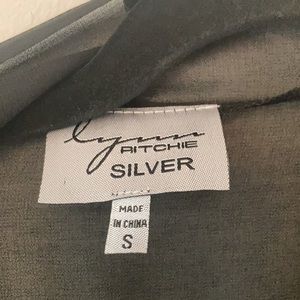 lynn
RITCHIE
SILVER
MADE
IN CHINA
S